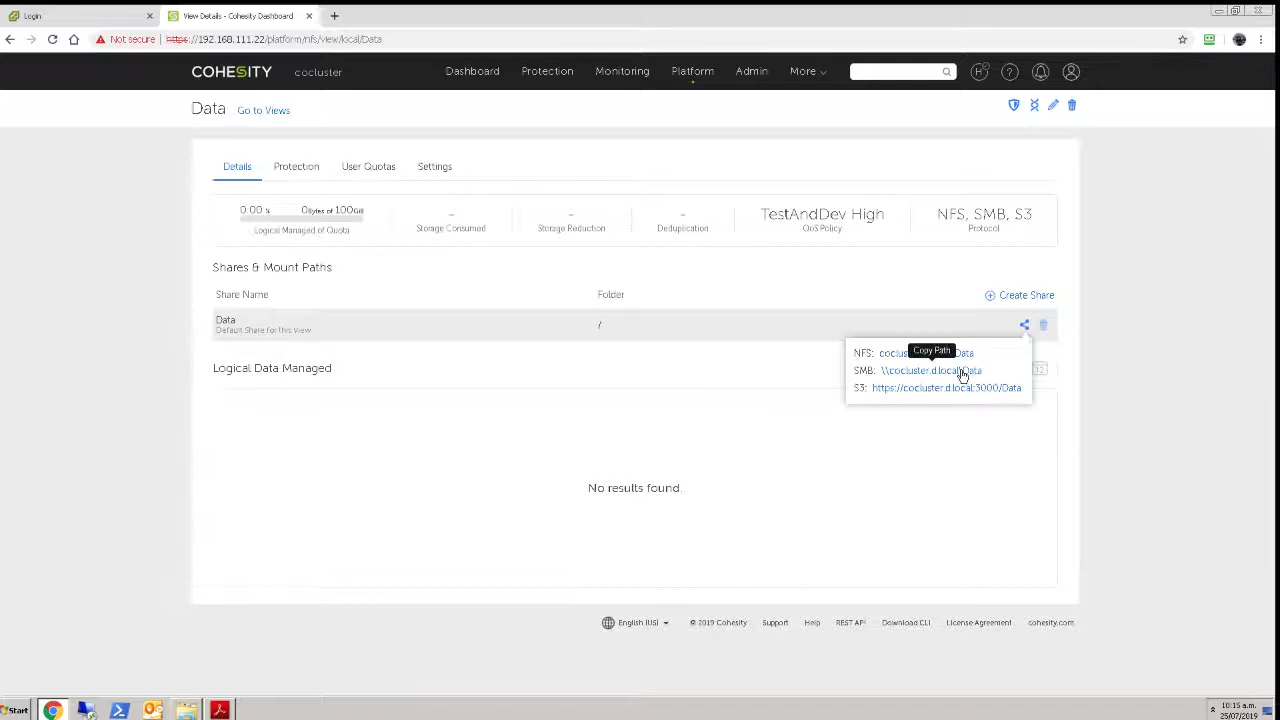 Login
View Details - Cohesity Dashboard
Not secure
https://192.168.111.22/platform/nfs/view/local/Data
COHESITY
cocluster
Dashboard
Protection
Monitoring
Platform
Admin
More
Data
Go to Views
Details
Protection
User Quotas
Settings
0.00 %
0Bytes of 100GiB
Logical Managed of Quota
-
Storage Consumed
-
Storage Reduction
-
Deduplication
TestAndDev High
QoS Policy
NFS, SMB, S3
Protocol
Shares & Mount Paths
Share Name
Folder
Create Share
Data
Default Share for this View
/
Copy Path
NFS: Data
SMB: \\cocluster.d.local\Data
S3: https://cocluster.d.local:3000/Data
Logical Data Managed
12
No results found.
English (US)
© 2019 Cohesity
Support
Help
REST API
Download CLI
License Agreement
cohesity.com
Start
10:15 a.m.
25/07/2019